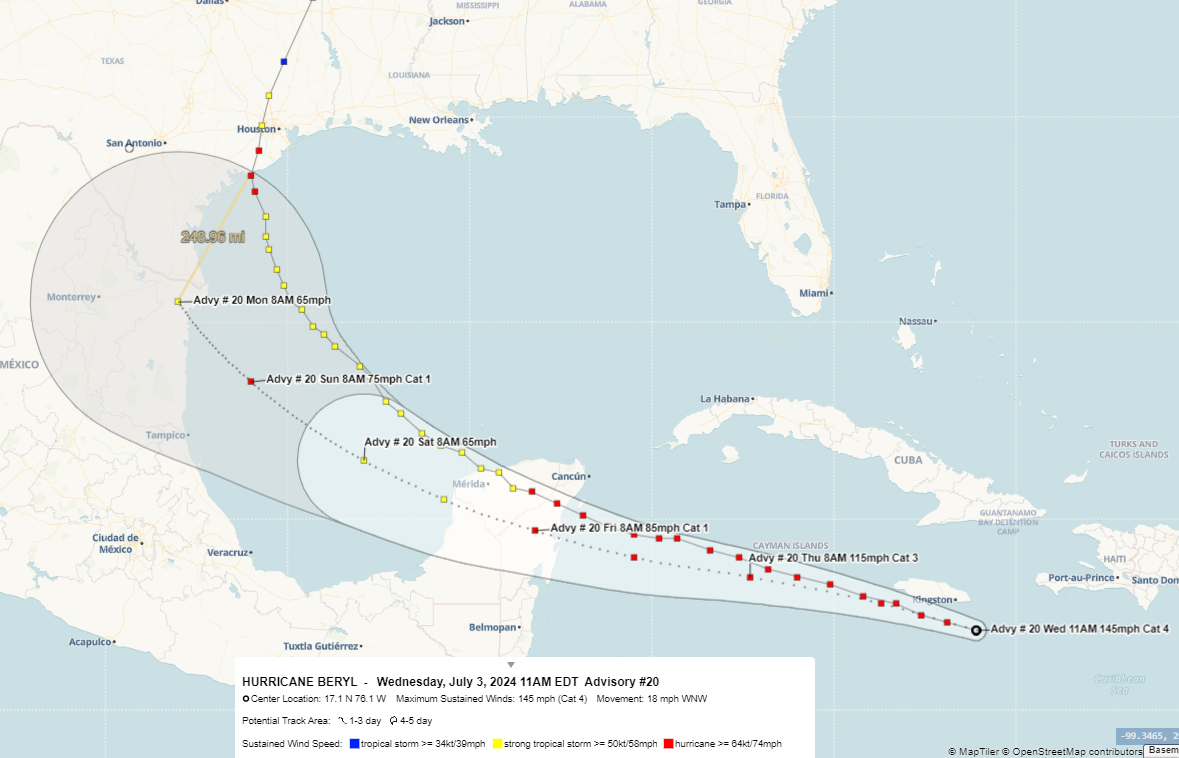 Dallas
MISSISSIPPI
ALABAMA
GEORGIA
Jackson
TEXAS
LOUISIANA
New Orleans
Houston
San Antonio
Tampa
FLORIDA
248.96 mi
Monterrey
Advy # 20 Mon 8AM 65mph
Miami
Nassau
MÉXICO
Advy # 20 Sun 8AM 75mph Cat 1
La Habana
Tampico
Advy # 20 Sat 8AM 65mph
TURKS AND
CAICOS ISLANDS
CUBA
Mérida
Cancún
GUANTANAMO
BAY DETENTION
CAMP
Advy # 20 Fri 8AM 85mph Cat 1
Ciudad de
México
Veracruz
CAYMAN ISLANDS
Advy # 20 Thu 8AM 115mph Cat 3
HAITI
Port-au-Prince
Santo Dom
Kingston
Advy # 20 Wed 11AM 145mph Cat 4
Belmopan
Acapulco
Tuxtla Gutiérrez
Caribbean
Sea
HURRICANE BERYL - Wednesday, July 3, 2024 11AM EDT Advisory #20
Center Location: 17.1 N 76.1 W Maximum Sustained Winds: 145 mph (Cat 4) Movement: 18 mph WNW
Potential Track Area: 1-3 day 4-5 day
Sustained Wind Speed: tropical storm >= 34kt/39mph strong tropical storm >= 50kt/58mph hurricane >= 64kt/74mph
-99.3465, 2
© MapTiler © OpenStreetMap contributors
Basem